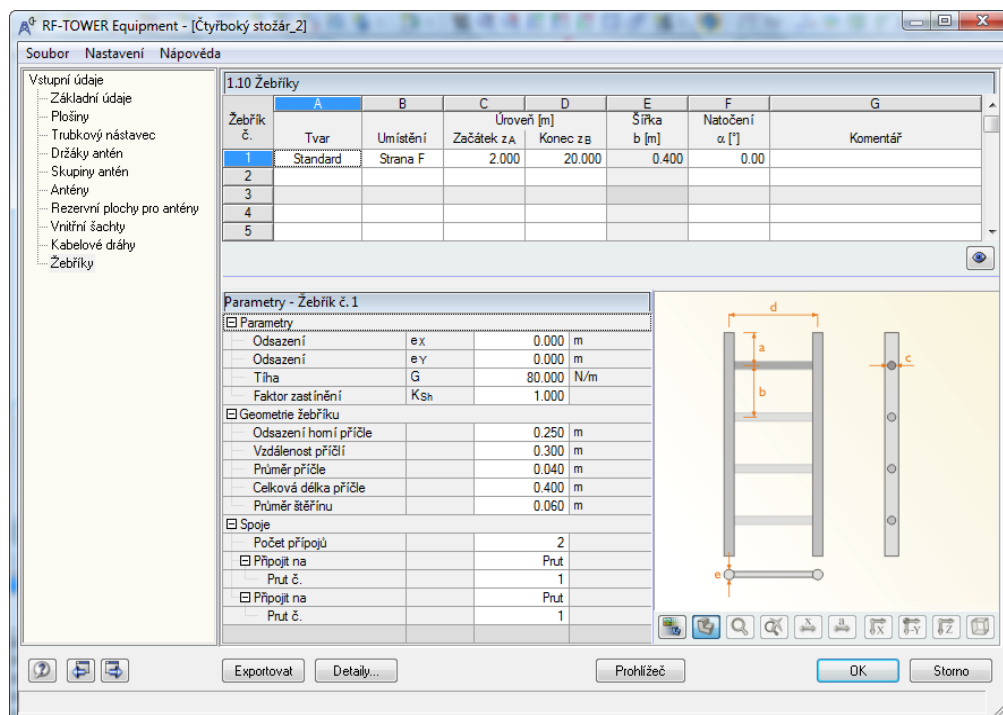 RF-TOWER Equipment - [Čtyřboký stožár_2]
Soubor Nastavení Nápověda
Vstupní údaje
Základní údaje
Plošiny
Trubkový nástavec
Držáky antén
Skupiny antén
Antény
Rezervní plochy pro antény
Vnitřní šachty
Kabelové dráhy
Žebříky
1.10 Žebříky
A B C D E F G
Žebřík Úroveň [m] Šířka Natočení
č. Tvar Umístění Začátek zA Konec zB b [m] α [°] Komentář
1 Standard Strana F 2.000 20.000 0.400 0.00
2
3
4
5
Parametry - Žebřík č. 1
Parametry
Odsazení eX 0.000 m
Odsazení eY 0.000 m
Tíha G 80.000 N/m
Faktor zastínění KSh 1.000
Geometrie žebříku
Odsazení horní příčle 0.250 m
Vzdálenost příčlí 0.300 m
Průměr příčle 0.040 m
Celková délka příčle 0.400 m
Průměr štěřínu 0.060 m
Spoje
Počet přípojů 2
Připojit na Prut
Prut č. 1
Připojit na Prut
Prut č. 1
d
a
c
b
e
x a X -Y Z
Exportovat Detaily... Prohlížeč OK Storno